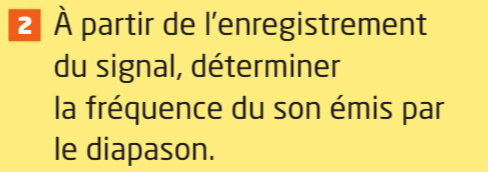 2 À partir de l'enregistrement
du signal, déterminer
la fréquence du son émis par
le diapason.